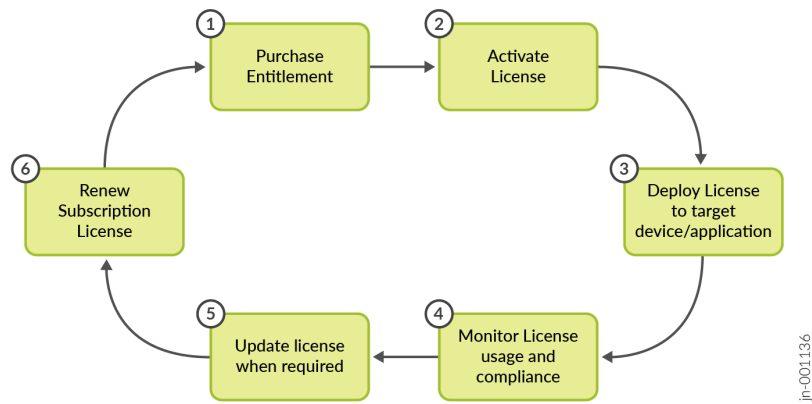 1
Purchase
Entitlement
2
Activate
License
3
Deploy License
to target
device/application
4
Monitor License
usage and
compliance
5
Update license
when required
6
Renew
Subscription
License
jn-001136